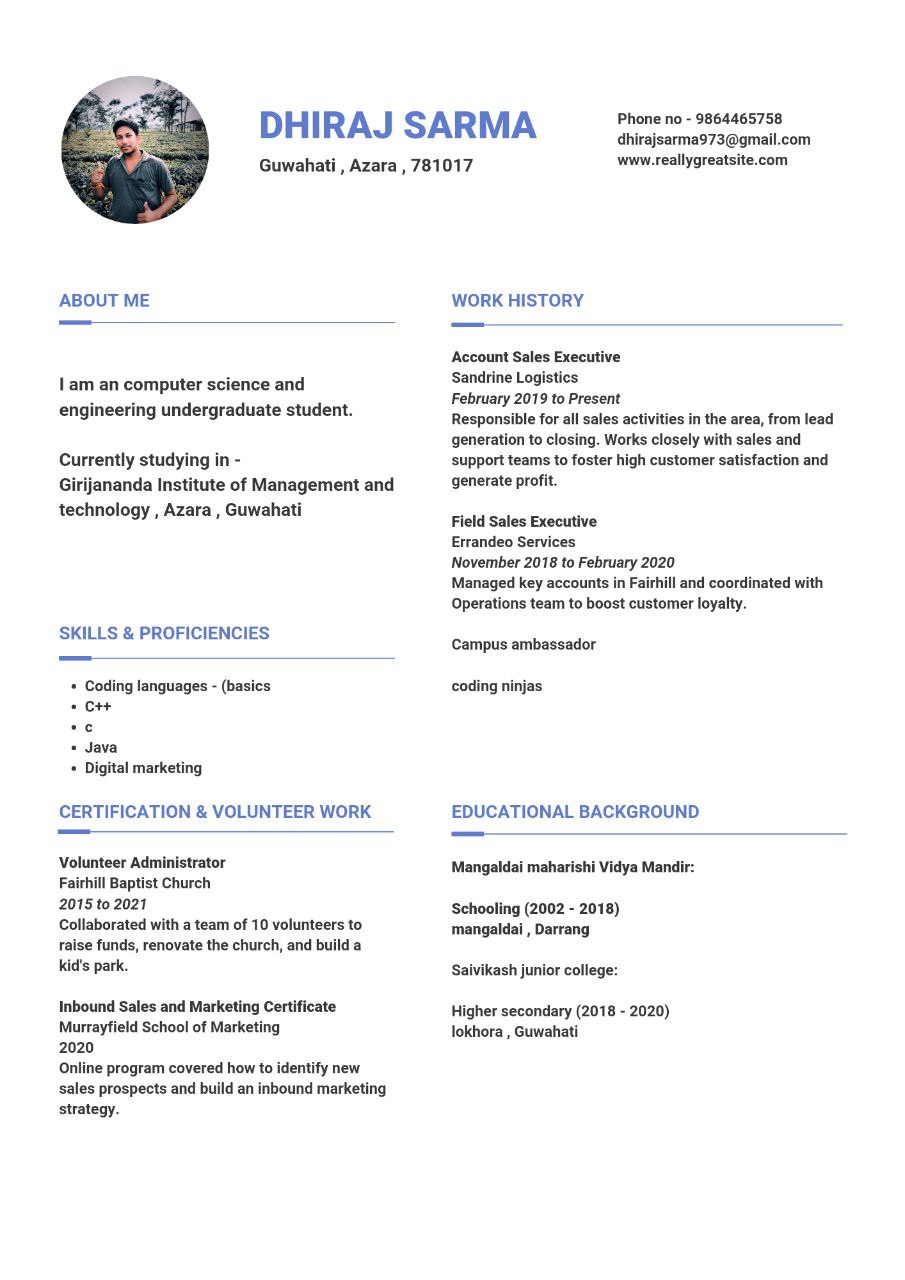 DHIRAJ SARMA
Guwahati , Azara , 781017
Phone no - 9864465758
dhirajsarma973@gmail.com
www.reallygreatsite.com
ABOUT ME
I am an computer science and
engineering undergraduate student.
Currently studying in -
Girijananda Institute of Management and
technology , Azara , Guwahati
SKILLS & PROFICIENCIES
Coding languages - (basics
C++
c
Java
Digital marketing
CERTIFICATION & VOLUNTEER WORK
Volunteer Administrator
Fairhill Baptist Church
2015 to 2021
Collaborated with a team of 10 volunteers to
raise funds, renovate the church, and build a
kid's park.
Inbound Sales and Marketing Certificate
Murrayfield School of Marketing
2020
Online program covered how to identify new
sales prospects and build an inbound marketing
strategy.
WORK HISTORY
Account Sales Executive
Sandrine Logistics
February 2019 to Present
Responsible for all sales activities in the area, from lead
generation to closing. Works closely with sales and
support teams to foster high customer satisfaction and
generate profit.
Field Sales Executive
Errandeo Services
November 2018 to February 2020
Managed key accounts in Fairhill and coordinated with
Operations team to boost customer loyalty.
Campus ambassador
coding ninjas
EDUCATIONAL BACKGROUND
Mangaldai maharishi Vidya Mandir:
Schooling (2002 - 2018)
mangaldai , Darrang
Saivikash junior college:
Higher secondary (2018 - 2020)
lokhora , Guwahati